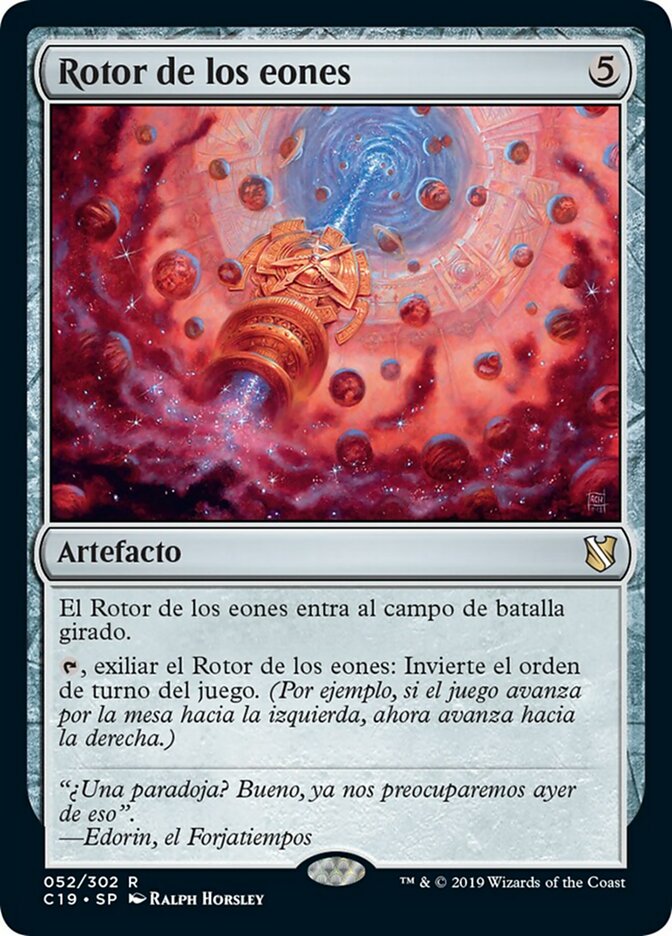 Rotor de los eones
5
Artefacto
El Rotor de los eones entra al campo de batalla
girado.
, exiliar el Rotor de los eones: Invierte el orden
de turno del juego. (Por ejemplo, si el juego avanza
por la mesa hacia la izquierda, ahora avanza hacia
la derecha.)
“¿Una paradoja? Bueno, ya nos preocuparemos ayer
de eso”.
—Edorin, el Forjatiempos
052/302 R
C19 • SP Ralph Horsley
™ & © 2019 Wizards of the Coast